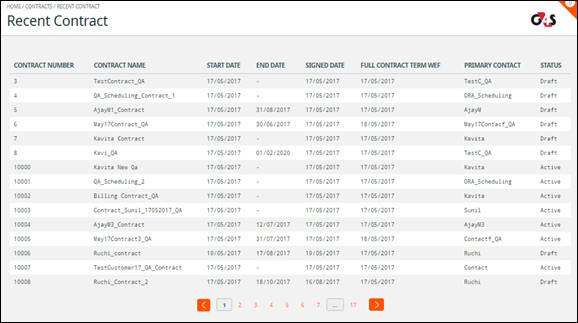 HOME / CONTRACTS / RECENT CONTRACT
Recent Contract
G4S
CONTRACT NUMBER CONTRACT NAME START DATE END DATE SIGNED DATE FULL CONTRACT TERM WEF PRIMARY CONTACT STATUS
3 TestContract_QA 17/05/2017 - 17/05/2017 17/05/2017 TestC_QA Draft
4 QA_Scheduling_Contract_1 17/05/2017 - 17/05/2017 17/05/2017 ORA_Scheduling Draft
5 AjayM1_Contract 17/05/2017 31/08/2017 17/05/2017 17/05/2017 AjayM Draft
6 May17Contract_QA 17/05/2017 30/06/2017 17/05/2017 18/05/2017 May17Contacf_QA Draft
7 Kavita Contract 17/05/2017 - 17/05/2017 17/05/2017 Kavita Draft
8 Kavi_QA 17/05/2017 01/02/2020 17/05/2017 17/05/2017 TestC_QA Draft
10000 Kavita New Qa 17/05/2017 - 17/05/2017 17/05/2017 Kavita Active
10001 QA_Scheduling_2 17/05/2017 - 17/05/2017 17/05/2017 ORA_Scheduling Active
10002 Billing Contract_QA 17/05/2017 - 17/05/2017 17/05/2017 Kavita Active
10003 Contract_Sunil_17052017_QA 17/05/2017 - 17/05/2017 17/05/2017 Sunil Active
10004 AjayM3_Contract 17/05/2017 12/07/2017 17/05/2017 17/05/2017 AjayM3 Active
10005 May17Contract3_QA 17/05/2017 31/07/2017 17/05/2017 18/05/2017 Contactf_QA Active
10006 Ruchi_contract 19/05/2017 17/08/2017 19/05/2017 17/05/2017 Ruchi Draft
10007 TestCustomer17_QA_Contract 17/05/2017 - 17/05/2017 17/05/2017 Contact Active
10008 Ruchi_Contract_2 17/05/2017 18/10/2017 16/08/2017 17/05/2017 Ruchi Draft
1 2 3 4 5 6 7 ... 17